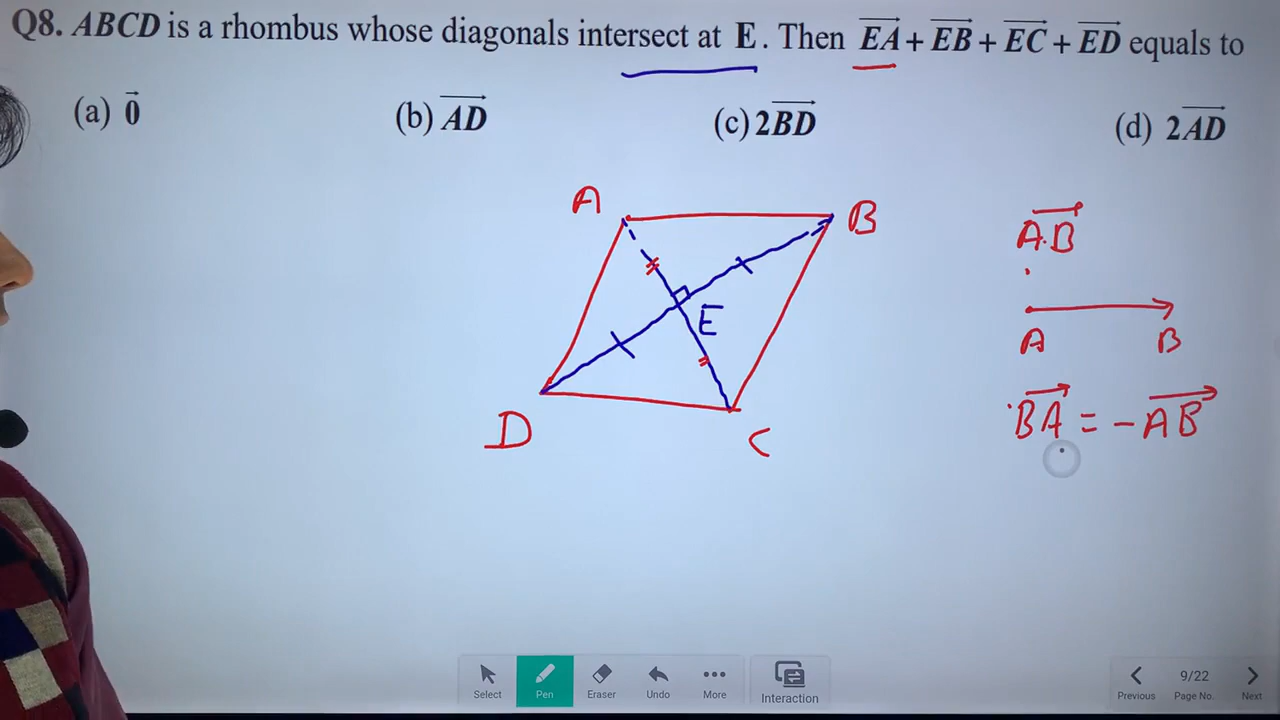 Q8. ABCD is a rhombus whose diagonals intersect at E. Then EA + EB + EC + ED equals to
(a) 0 (b) AD (c) 2BD (d) 2AD
A B
E
D C
A.B
A B
BA = -AB
Select Pen Eraser Undo More Interaction
9/22
Previous Page No. Next